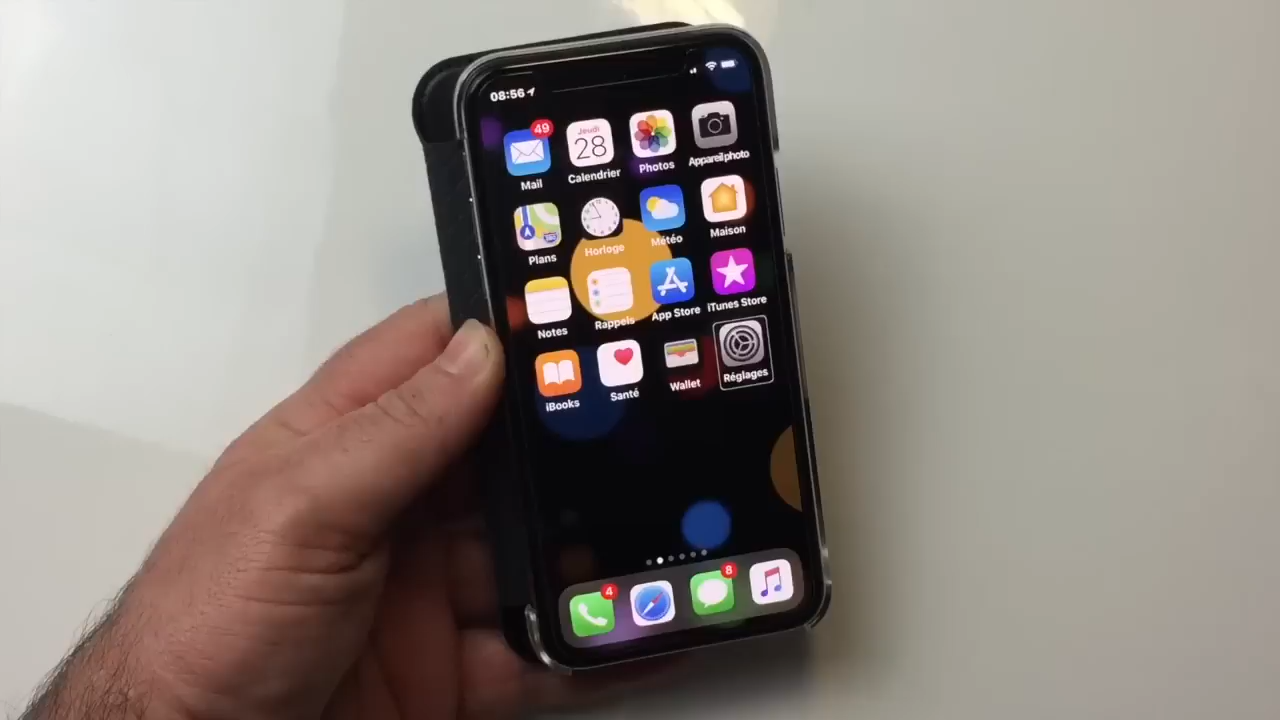 08:56
49
Jeudi
28
Mail
Calendrier
Photos
Appareil photo
Plans
Horloge
Météo
Maison
Notes
Rappels
App Store
iTunes Store
iBooks
Santé
Wallet
Réglages
4
8